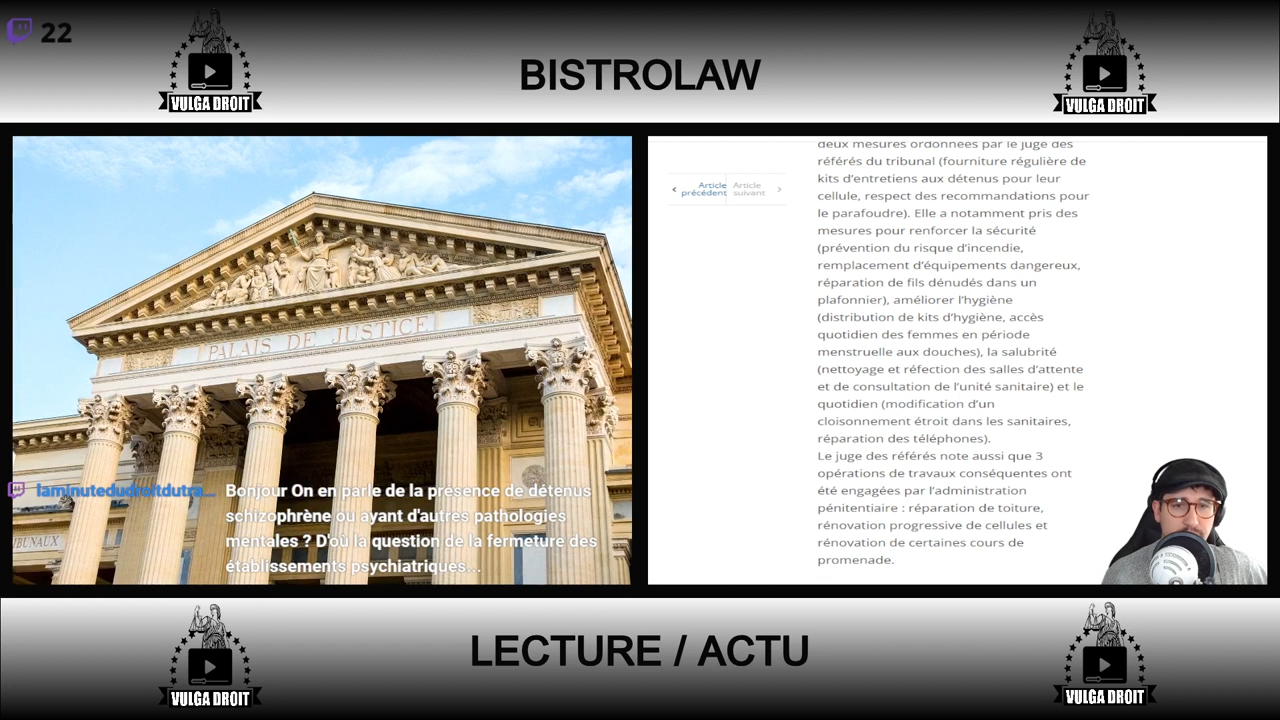 22
BISTROLAW
VULGA DROIT
VULGA DROIT
PALAIS DE JUSTICE
BUNAUX
laminutedudroitdutra...
Bonjour On en parle de la présence de détenus
schizophrène ou ayant d'autres pathologies
mentales ? D'où la question de la fermeture des
établissements psychiatriques...
Article
précédent
Article
suivant
deux mesures ordonnées par le juge des
référés du tribunal (fourniture régulière de
kits d’entretiens aux détenus pour leur
cellule, respect des recommandations pour
le parafoudre). Elle a notamment pris des
mesures pour renforcer la sécurité
(prévention du risque d’incendie,
remplacement d’équipements dangereux,
réparation de fils dénudés dans un
plafonnier), améliorer l’hygiène
(distribution de kits d’hygiène, accès
quotidien des femmes en période
menstruelle aux douches), la salubrité
(nettoyage et réfection des salles d’attente
et de consultation de l’unité sanitaire) et le
quotidien (modification d’un
cloisonnement étroit dans les sanitaires,
réparation des téléphones).
Le juge des référés note aussi que 3
opérations de travaux conséquentes ont
été engagées par l’administration
pénitentiaire : réparation de toiture,
rénovation progressive de cellules et
rénovation de certaines cours de
promenade.
LECTURE / ACTU
VULGA DROIT
VULGA DROIT